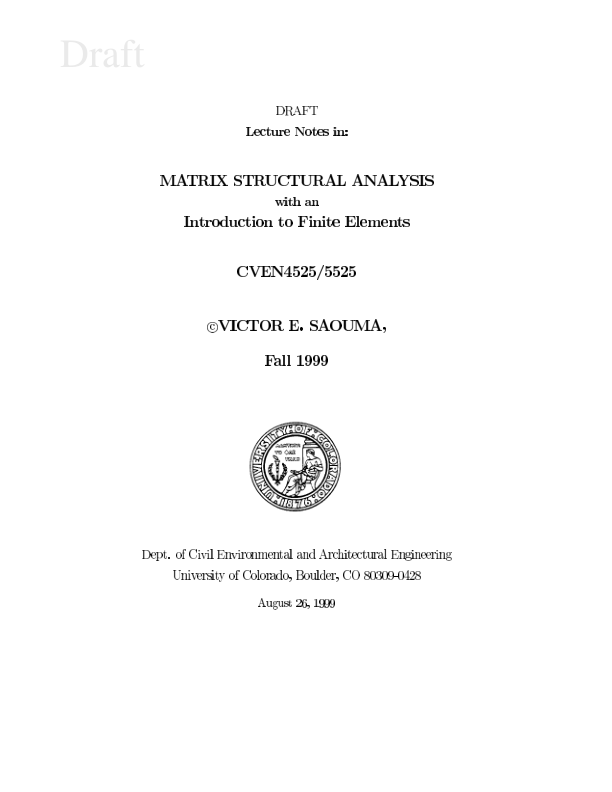 Draft
DRAFT
Lecture Notes in:
MATRIX STRUCTURAL ANALYSIS
with an
Introduction to Finite Elements
CVEN4525/5525
©VICTOR E. SAOUMA,
Fall 1999
UNIVERSITY OF COLORADO
1876
Dept. of Civil Environmental and Architectural Engineering
University of Colorado, Boulder, CO 80309-0428
August 26, 1999